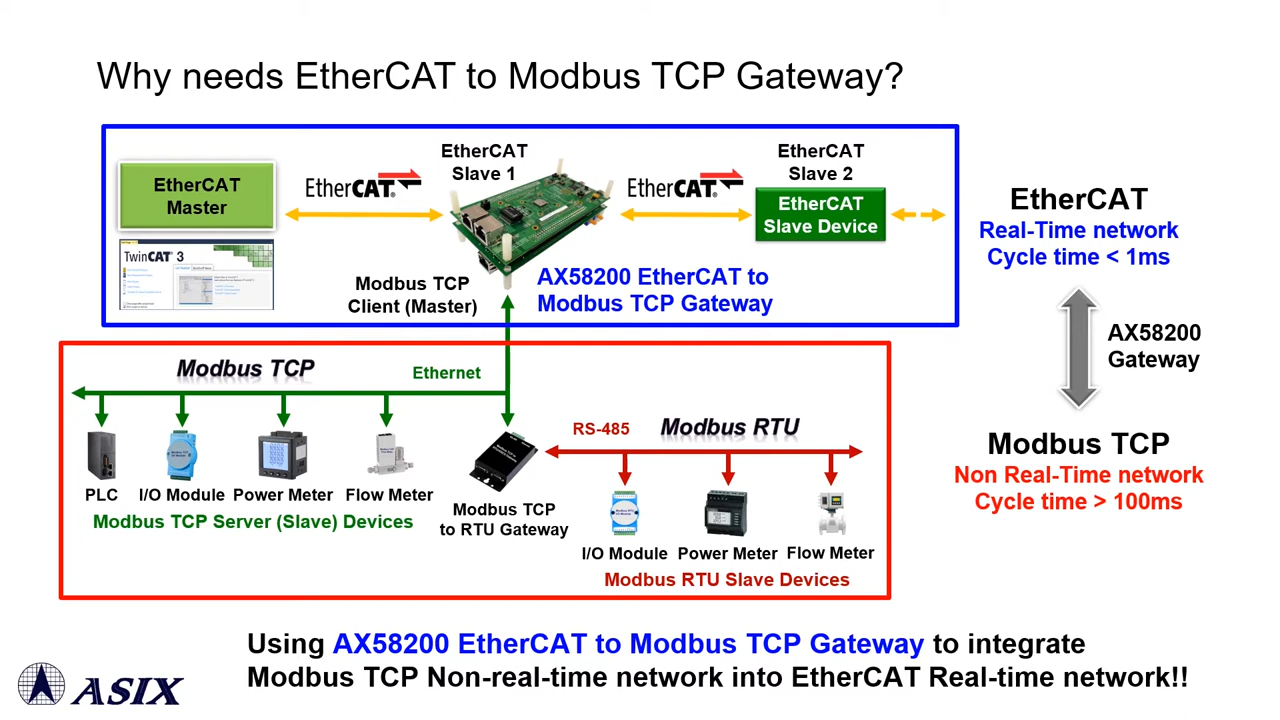 Why needs EtherCAT to Modbus TCP Gateway?
EtherCAT
Master
EtherCAT®
EtherCAT
Slave 1
EtherCAT®
EtherCAT
Slave 2
EtherCAT
Slave Device
TwinCAT 3
Modbus TCP
Client (Master)
AX58200 EtherCAT to
Modbus TCP Gateway
EtherCAT
Real-Time network
Cycle time < 1ms
AX58200
Gateway
Modbus TCP
Non Real-Time network
Cycle time > 100ms
Modbus TCP
Ethernet
PLC
I/O Module
Power Meter
Flow Meter
Modbus TCP Server (Slave) Devices
Modbus TCP
to RTU Gateway
RS-485
Modbus RTU
I/O Module
Power Meter
Flow Meter
Modbus RTU Slave Devices
Using AX58200 EtherCAT to Modbus TCP Gateway to integrate
Modbus TCP Non-real-time network into EtherCAT Real-time network!!
ASIX